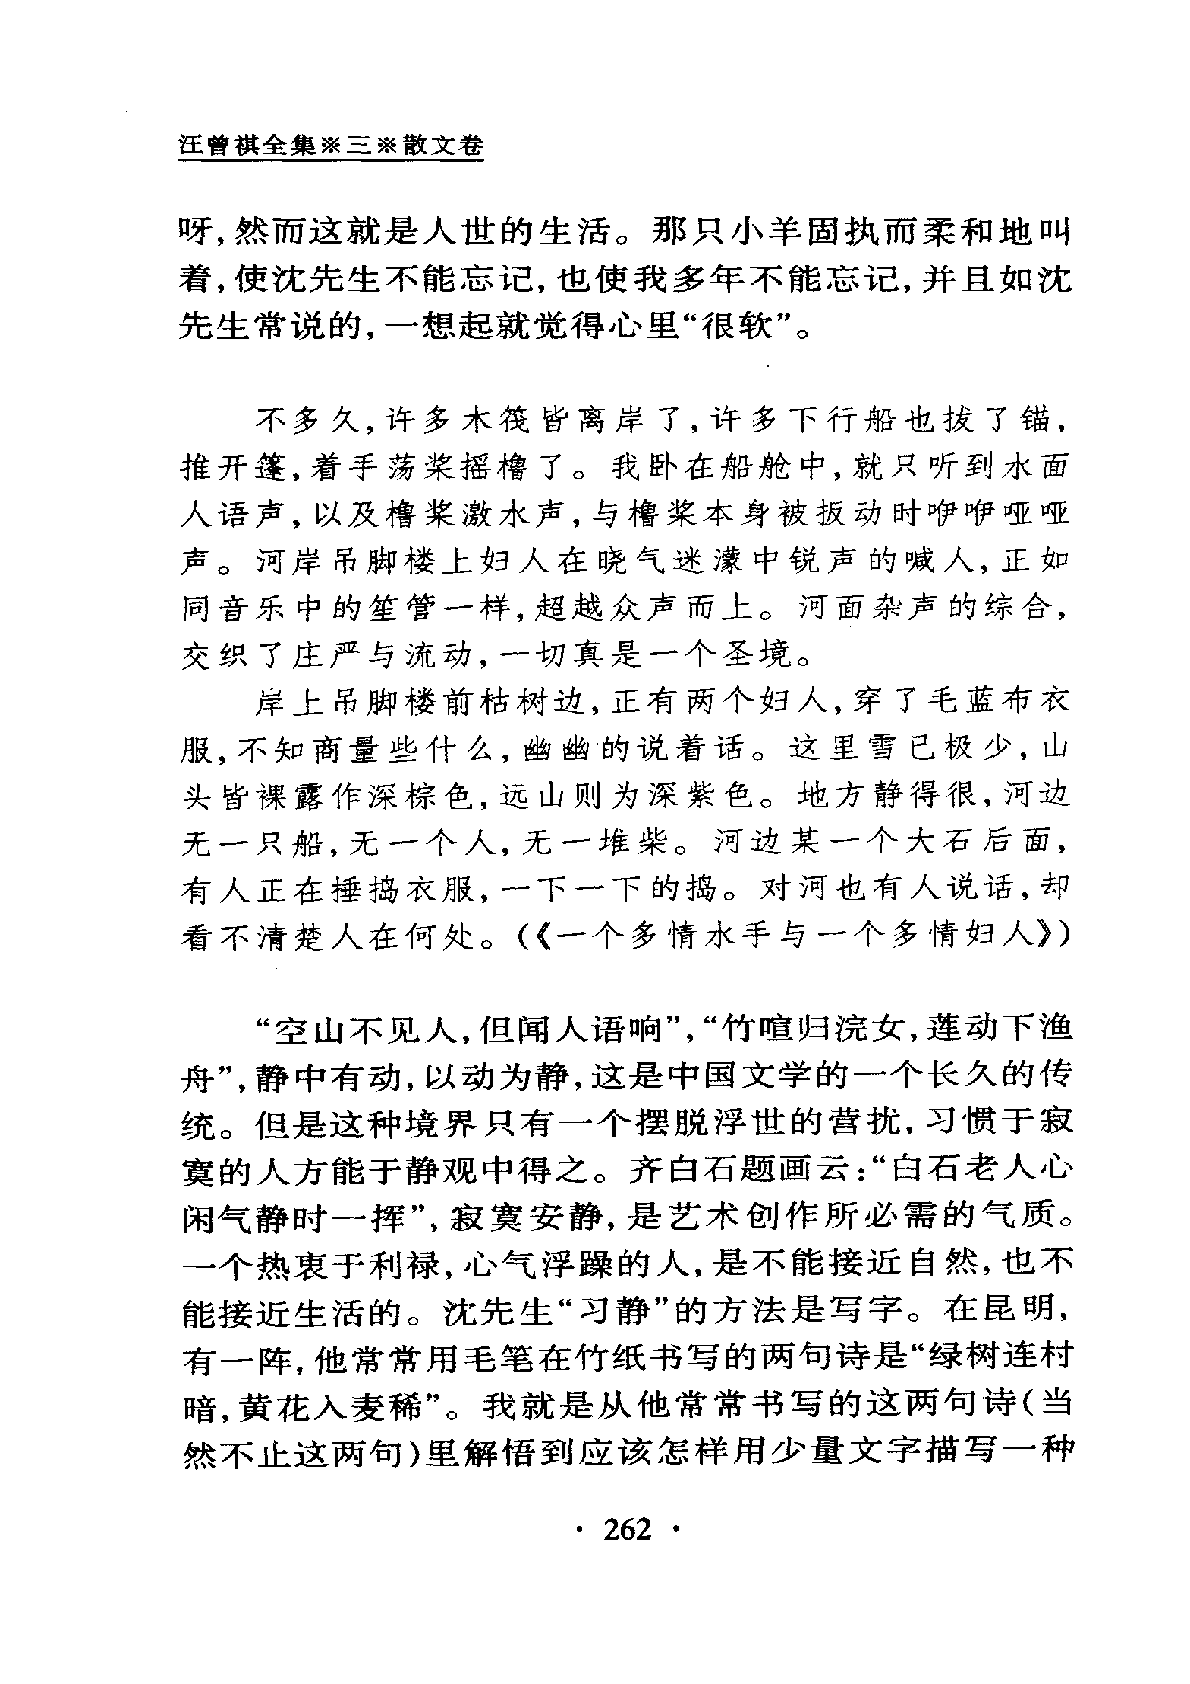 汪曾祺全集※三※散文卷
呀,然而这就是人世的生活。那只小羊固执而柔和地叫
着,使沈先生不能忘记,也使我多年不能忘记,并且如沈
先生常说的,一想起就觉得心里“很软”。
不多久,许多木筏皆离岸了,许多下行船也拔了锚,
推开篷,着手荡桨摇橹了。我卧在船舱中,就只听到水面
人语声,以及橹桨激水声,与橹桨本身被扳动时咿咿哑哑
声。河岸吊脚楼上妇人在晓气迷濛中锐声的喊人,正如
同音乐中的笙管一样,超越众声而上。河面杂声的综合,
交织了庄严与流动,一切真是一个圣境。
岸上吊脚楼前枯树边,正有两个妇人,穿了毛蓝布衣
服,不知商量些什么,幽幽的说着话。这里雪已极少,山
头皆裸露作深棕色,远山则为深紫色。地方静得很,河边
无一只船,无一个人,无一堆柴。河边某一个大石后面,
有人正在捶捣衣服,一下一下的捣。对河也有人说话,却
看不清楚人在何处。(《一个多情水手与一个多情妇人》)
“空山不见人,但闻人语响”,“竹喧归浣女,莲动下渔
舟”,静中有动,以动为静,这是中国文学的一个长久的传
统。但是这种境界只有一个摆脱浮世的营扰,习惯于寂
寞的人方能于静观中得之。齐白石题画云:“白石老人心
闲气静时一挥”,寂寞安静,是艺术创作所必需的气质。
一个热衷于利禄,心气浮躁的人,是不能接近自然,也不
能接近生活的。沈先生“习静”的方法是写字。在昆明,
有一阵,他常常用毛笔在竹纸书写的两句诗是“绿树连村
暗,黄花入麦稀”。我就是从他常常书写的这两句诗(当
然不止这两句)里解悟到应该怎样用少量文字描写一种
· 262 ·